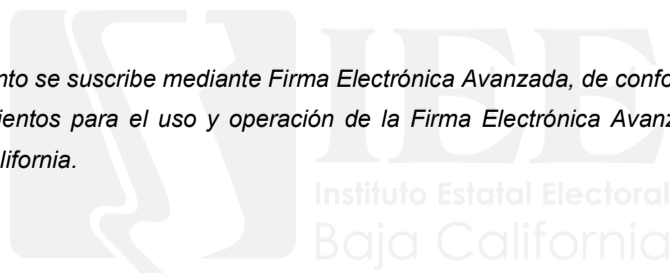 nto se suscribe mediante Firma Electrónica Avanzada, de confo
ientos para el uso y operación de la Firma Electrónica Avanz
lifornia.
IEE
Instituto Estatal Electoral
Baja California